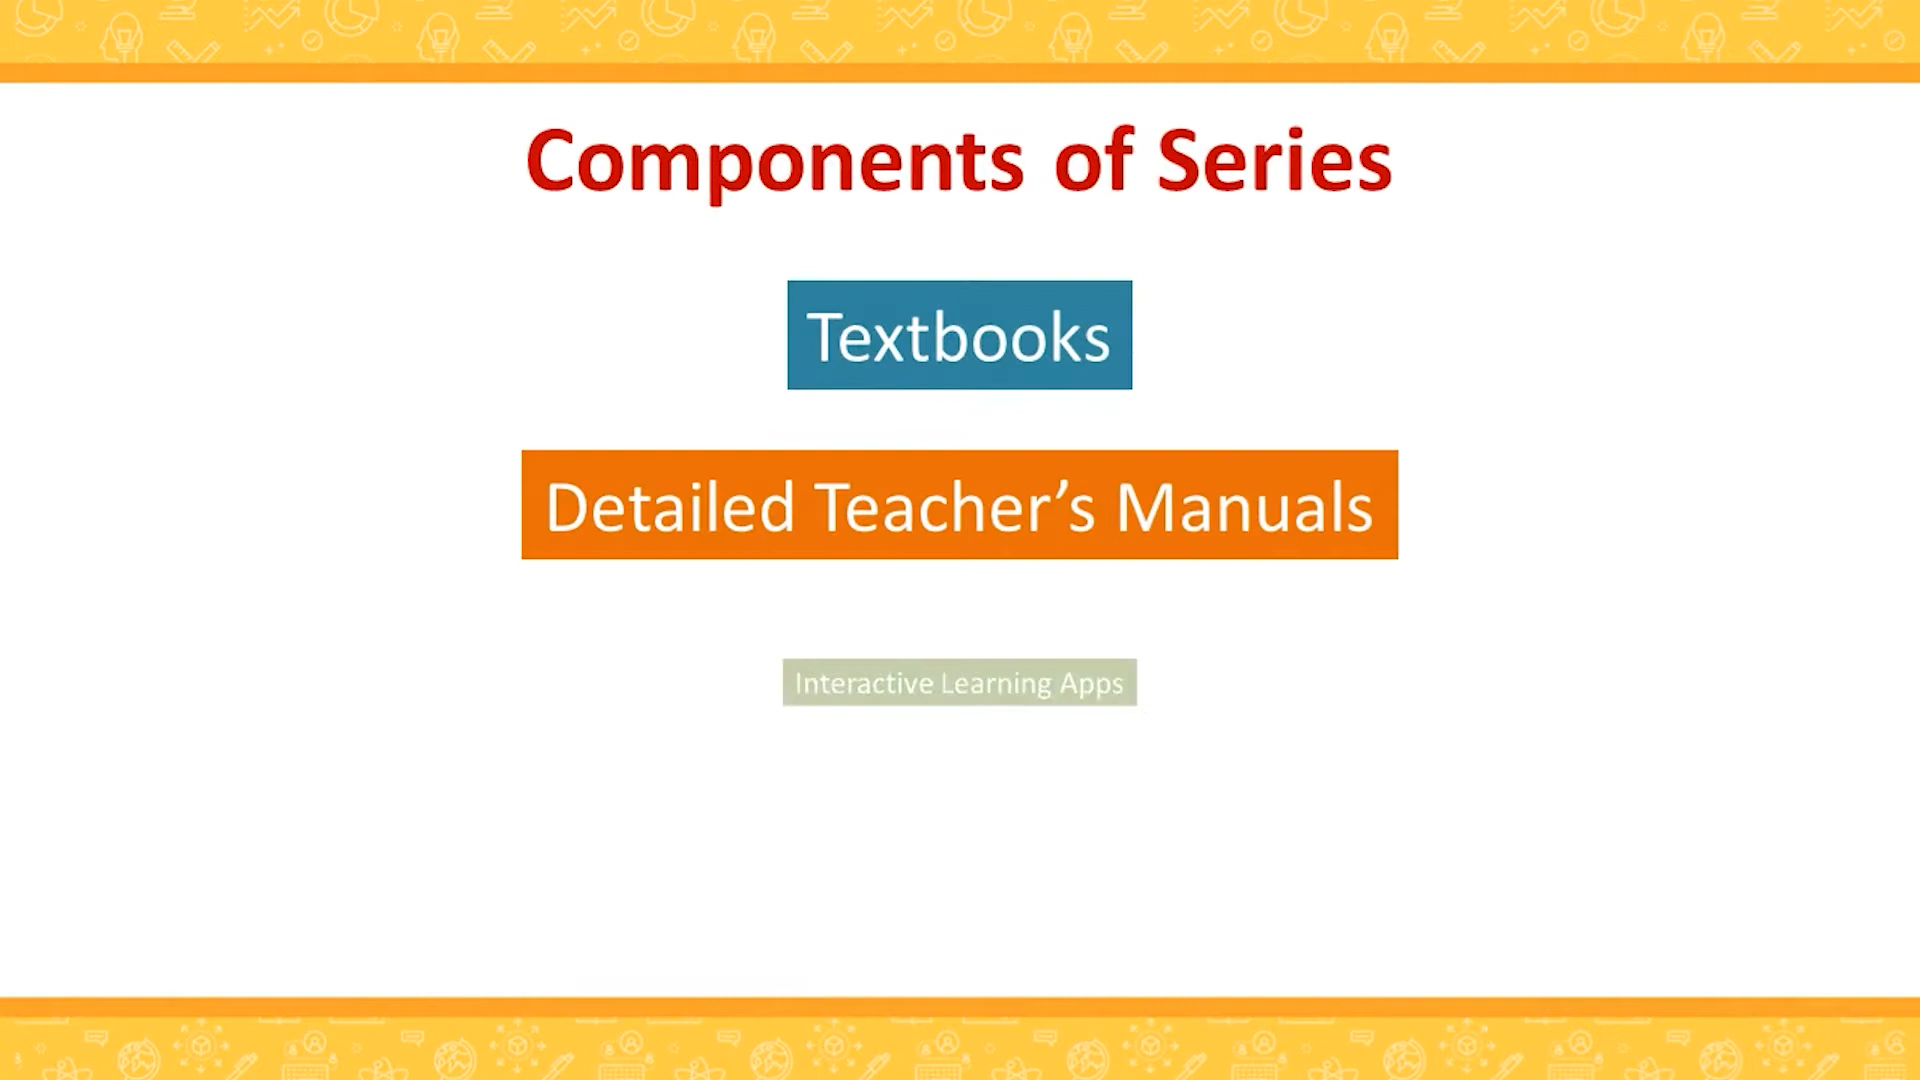 Components of Series
Textbooks
Detailed Teacher’s Manuals
Interactive Learning Apps